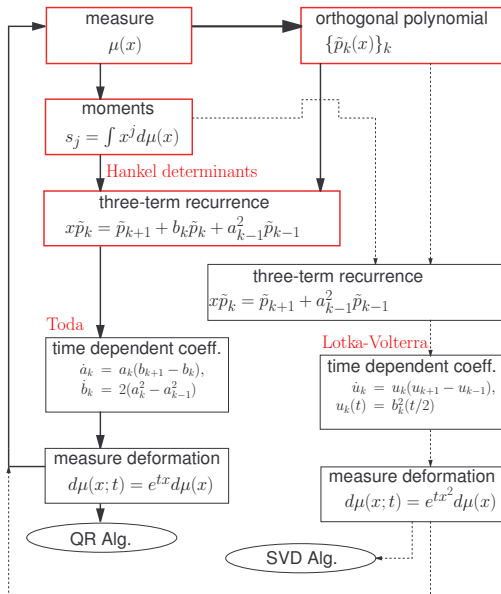 measure
μ(x)
orthogonal polynomial
{p̃_k(x)}_k
moments
s_j = ∫ x^j dμ(x)
Hankel determinants
three-term recurrence
xp̃_k = p̃_{k+1} + b_k p̃_k + a²_{k−1} p̃_{k−1}
three-term recurrence
xp̃_k = p̃_{k+1} + a²_{k−1} p̃_{k−1}
Toda
Lotka-Volterra
time dependent coeff.
ȧ_k = a_k(b_{k+1} − b_k),
ḃ_k = 2(a²_k − a²_{k−1})
time dependent coeff.
u̇_k = u_k(u_{k+1} − u_{k−1}),
u_k(t) = b²_k(t/2)
measure deformation
dμ(x; t) = e^{tx} dμ(x)
measure deformation
dμ(x; t) = e^{tx²} dμ(x)
QR Alg.
SVD Alg.